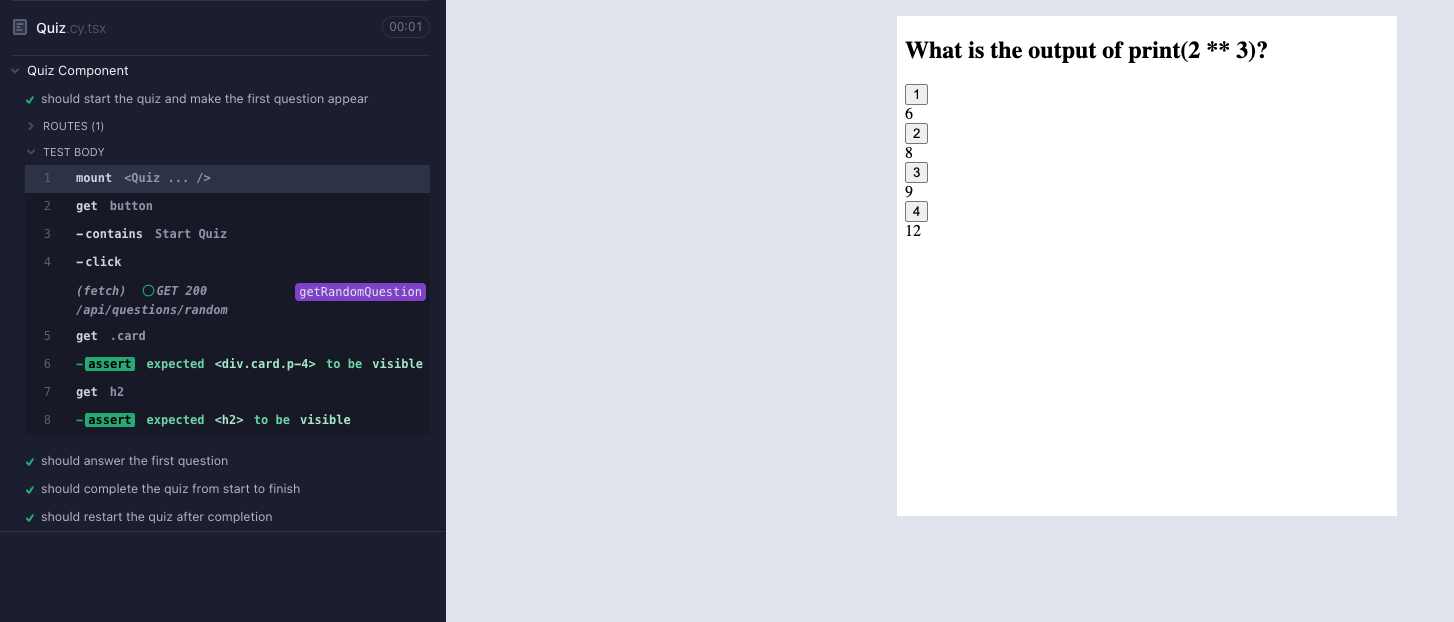 Quiz.cy.tsx 00:01
Quiz Component
should start the quiz and make the first question appear
ROUTES (1)
TEST BODY
1 mount <Quiz ... />
2 get button
3 -contains Start Quiz
4 -click
(fetch) GET 200 getRandomQuestion
/api/questions/random
5 get .card
6 -assert expected <div.card.p-4> to be visible
7 get h2
8 -assert expected <h2> to be visible
should answer the first question
should complete the quiz from start to finish
should restart the quiz after completion
What is the output of print(2 ** 3)?
1
6
2
8
3
9
4
12